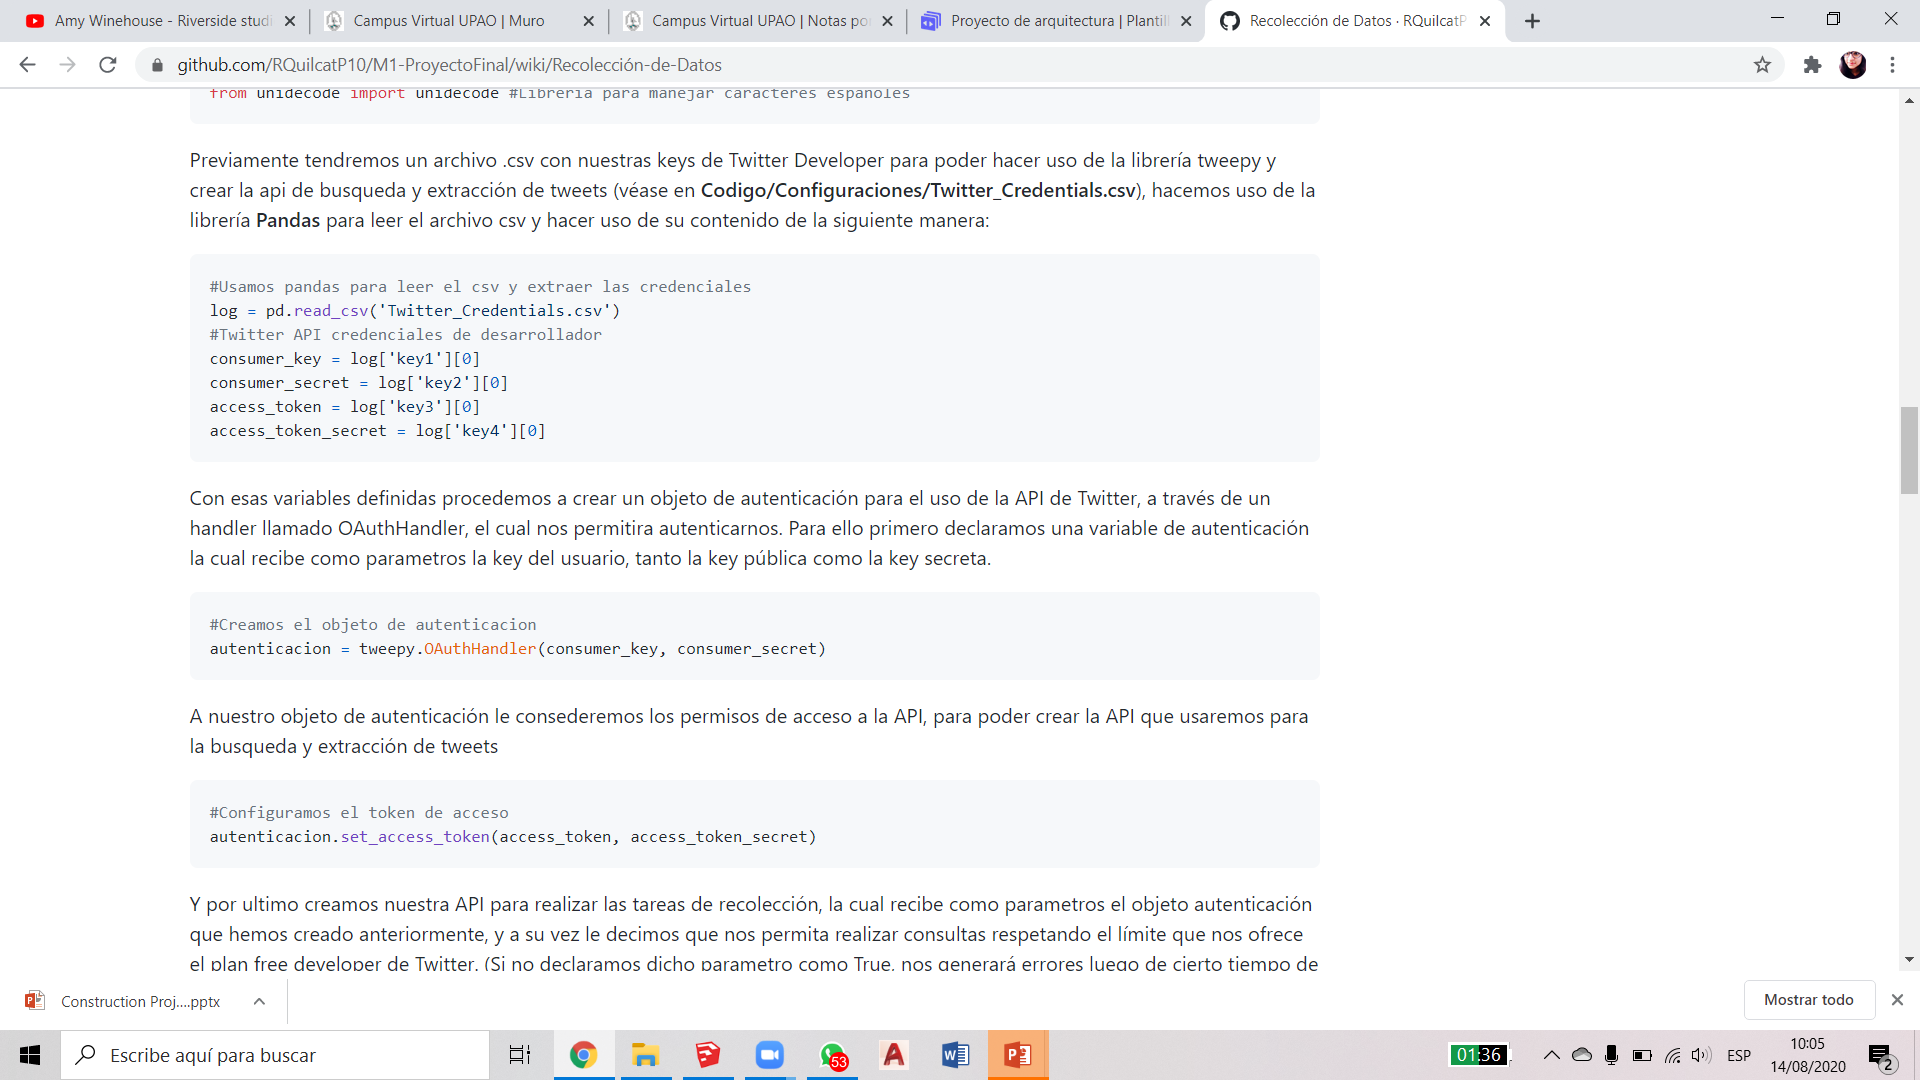 Amy Winehouse - Riverside studi
Campus Virtual UPAO | Muro
Campus Virtual UPAO | Notas po
Proyecto de arquitectura | Plantil
Recolección de Datos · RQuilcatP
github.com/RQuilcatP10/M1-ProyectoFinal/wiki/Recolección-de-Datos
from unidecode import unidecode #Libreria para manejar caracteres españoles
Previamente tendremos un archivo .csv con nuestras keys de Twitter Developer para poder hacer uso de la librería tweepy y
crear la api de busqueda y extracción de tweets (véase en Codigo/Configuraciones/Twitter_Credentials.csv), hacemos uso de la
librería Pandas para leer el archivo csv y hacer uso de su contenido de la siguiente manera:
#Usamos pandas para leer el csv y extraer las credenciales
log = pd.read_csv('Twitter_Credentials.csv')
#Twitter API credenciales de desarrollador
consumer_key = log['key1'][0]
consumer_secret = log['key2'][0]
access_token = log['key3'][0]
access_token_secret = log['key4'][0]
Con esas variables definidas procedemos a crear un objeto de autenticación para el uso de la API de Twitter, a través de un
handler llamado OAuthHandler, el cual nos permitira autenticarnos. Para ello primero declaramos una variable de autenticación
la cual recibe como parametros la key del usuario, tanto la key pública como la key secreta.
#Creamos el objeto de autenticacion
autenticacion = tweepy.OAuthHandler(consumer_key, consumer_secret)
A nuestro objeto de autenticación le consederemos los permisos de acceso a la API, para poder crear la API que usaremos para
la busqueda y extracción de tweets
#Configuramos el token de acceso
autenticacion.set_access_token(access_token, access_token_secret)
Y por ultimo creamos nuestra API para realizar las tareas de recolección, la cual recibe como parametros el objeto autenticación
que hemos creado anteriormente, y a su vez le decimos que nos permita realizar consultas respetando el límite que nos ofrece
el plan free developer de Twitter. (Si no declaramos dicho parametro como True, nos generará errores luego de cierto tiempo de
Construction Proj....pptx
Mostrar todo
Escribe aquí para buscar
53
01:36
ESP
10:05
14/08/2020
2